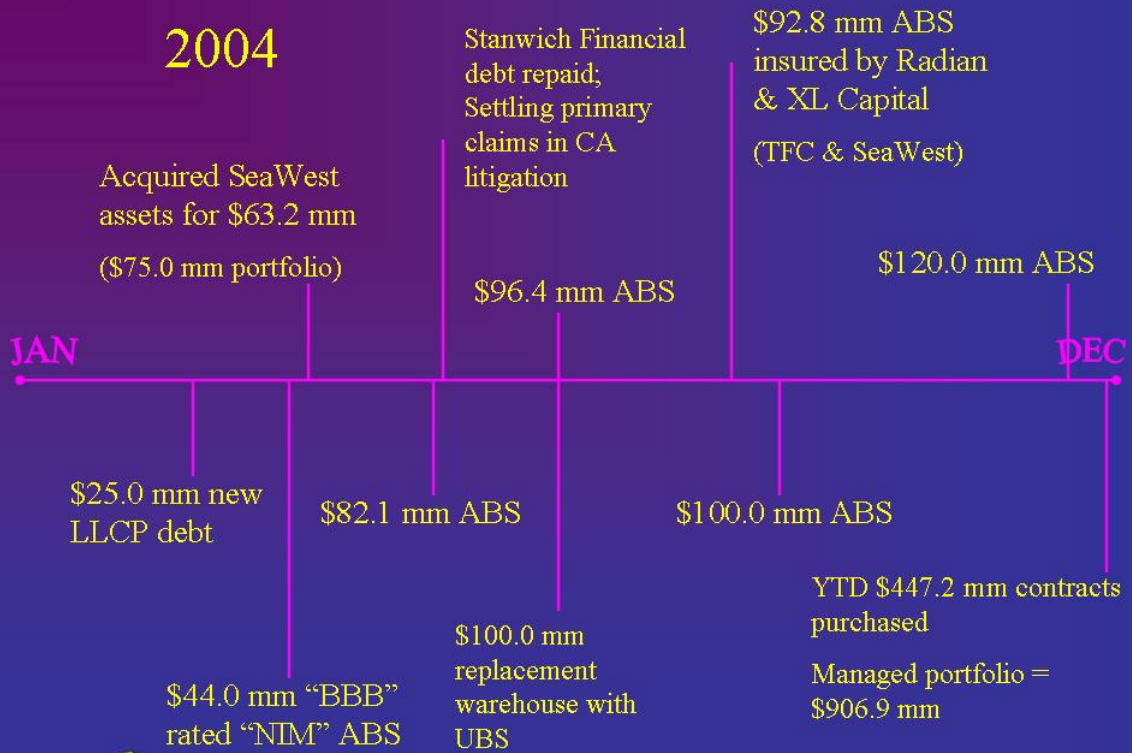 2004
Acquired SeaWest
assets for $63.2 mm
($75.0 mm portfolio)
Stanwich Financial
debt repaid;
Settling primary
claims in CA
litigation
$92.8 mm ABS
insured by Radian
& XL Capital
(TFC & SeaWest)
$96.4 mm ABS
$120.0 mm ABS
JAN
DEC
$25.0 mm new
LLCP debt
$82.1 mm ABS
$100.0 mm ABS
$44.0 mm “BBB”
rated “NIM” ABS
$100.0 mm
replacement
warehouse with
UBS
YTD $447.2 mm contracts
purchased
Managed portfolio =
$906.9 mm